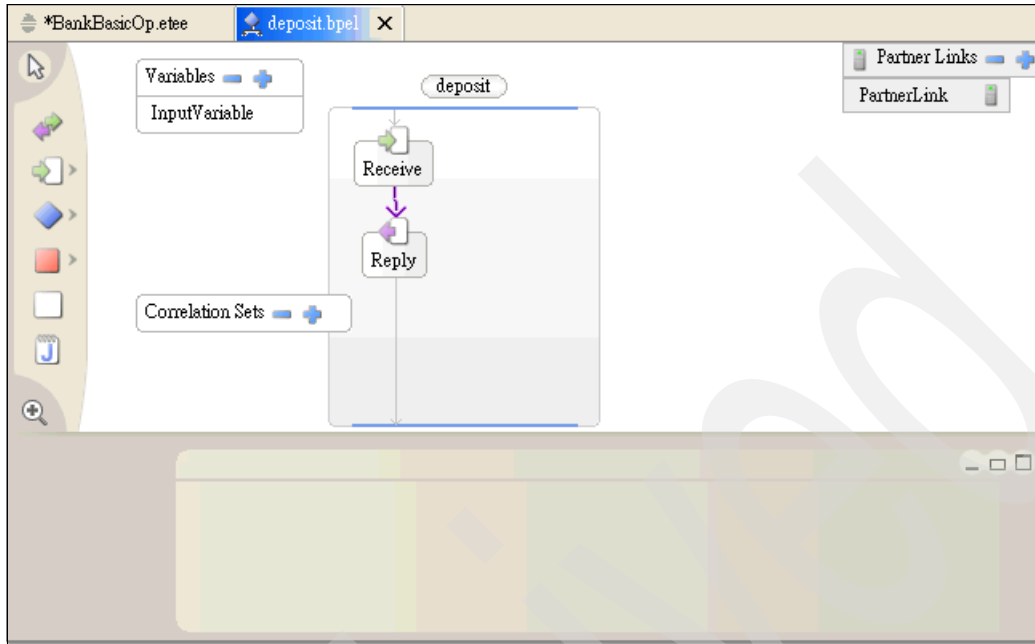 *BankBasicOp.etee
deposit.bpel
Variables
InputVariable
deposit
Partner Links
PartnerLink
Receive
Reply
Correlation Sets
J